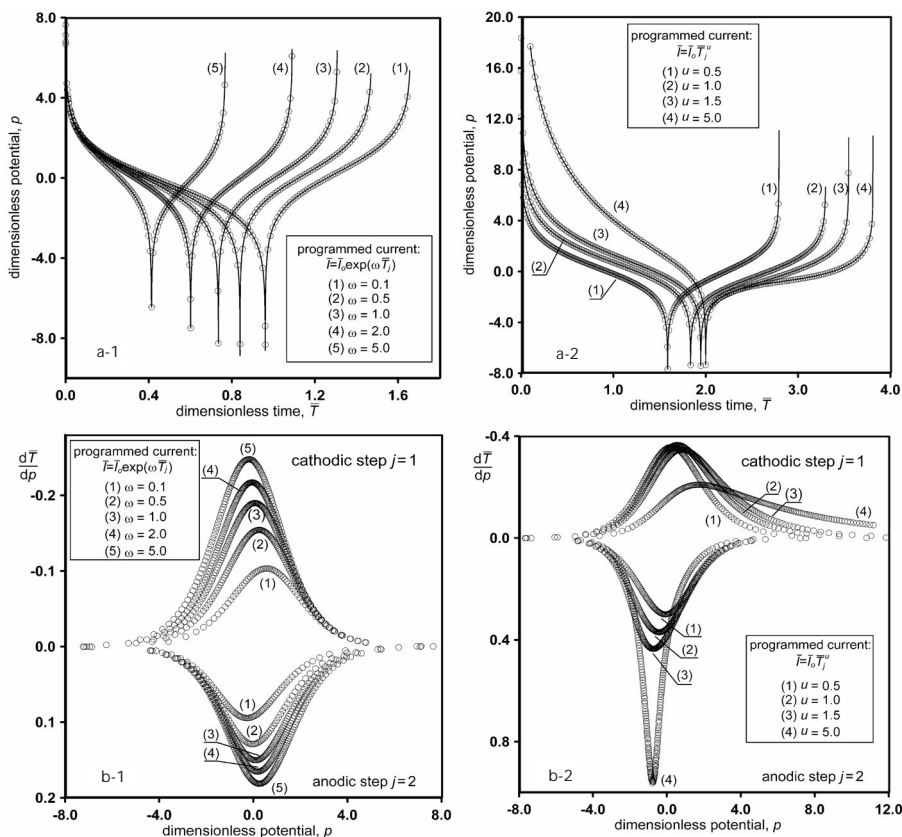 8.0
4.0
0.0
-4.0
-8.0
dimensionless potential, p
(5)
(4)
(3)
(2)
(1)
programmed current:
Ī=Īₒexp(ωT̄ⱼ)
(1) ω = 0.1
(2) ω = 0.5
(3) ω = 1.0
(4) ω = 2.0
(5) ω = 5.0
a-1
0.0
0.4
0.8
1.2
1.6
dimensionless time, T̄
20.0
16.0
12.0
8.0
4.0
0.0
-4.0
-8.0
dimensionless potential, p
programmed current:
Ī=ĪₒT̄ⱼᵘ
(1) u = 0.5
(2) u = 1.0
(3) u = 1.5
(4) u = 5.0
(4)
(3)
(2)
(1)
(1)
(2)
(3)
(4)
a-2
0.0
1.0
2.0
3.0
4.0
dimensionless time, T̄
dT̄
dp
-0.2
-0.1
0.0
0.1
0.2
programmed current:
Ī=Īₒexp(ωT̄ⱼ)
(1) ω = 0.1
(2) ω = 0.5
(3) ω = 1.0
(4) ω = 2.0
(5) ω = 5.0
cathodic step j = 1
(5)
(4)
(3)
(2)
(1)
(1)
(2)
(3)
(4)
(5)
b-1
anodic step j = 2
-8.0
-4.0
0.0
4.0
8.0
dimensionless potential, p
dT̄
dp
-0.4
0.0
0.4
0.8
cathodic step j = 1
(2)
(3)
(4)
(1)
(1)
(2)
(3)
(4)
programmed current:
Ī=ĪₒT̄ⱼᵘ
(1) u = 0.5
(2) u = 1.0
(3) u = 1.5
(4) u = 5.0
b-2
anodic step j = 2
-8.0
-4.0
0.0
4.0
8.0
12.0
dimensionless potential, p